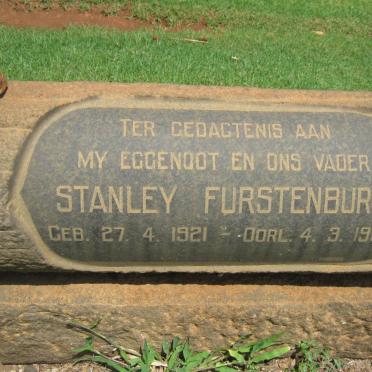 TER GEDAGTENIS AAN
MY EGGENOOT EN ONS VADER
STANLEY FURSTENBUR
GEB. 27. 4. 1921 - OORL. 4. 3. 19